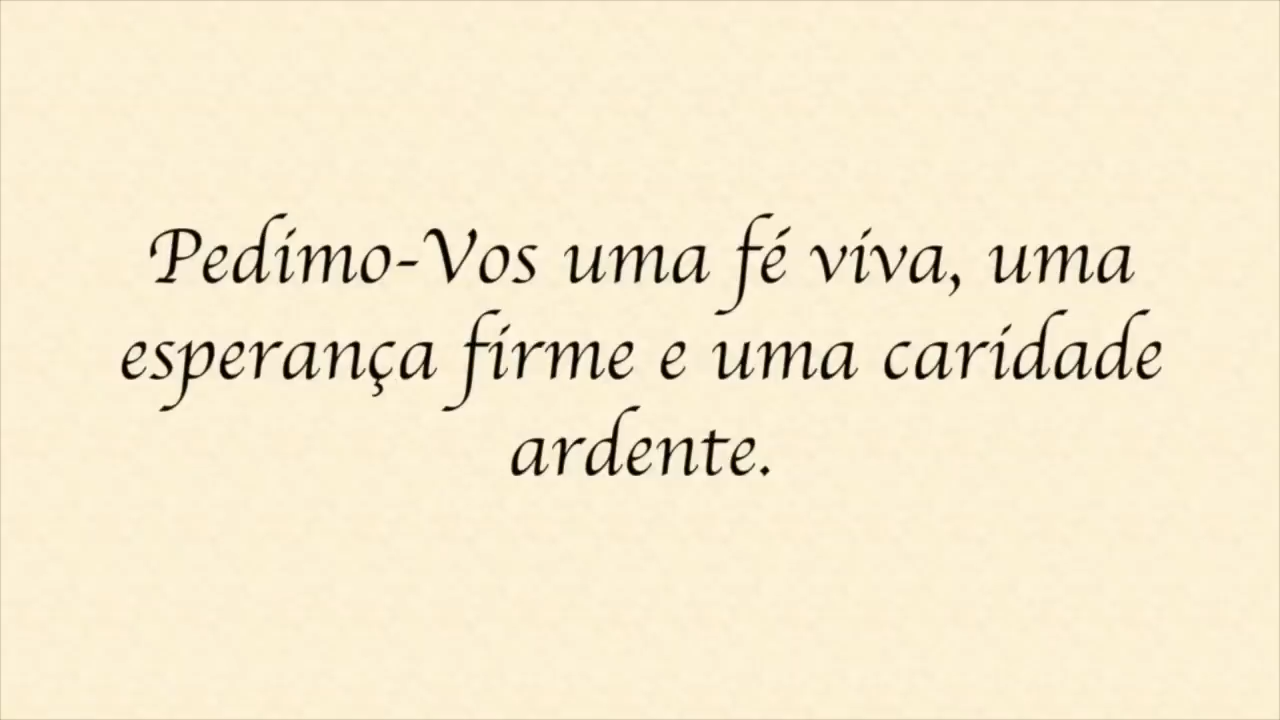 Pedimo-Vos uma fé viva, uma
esperança firme e uma caridade
ardente.